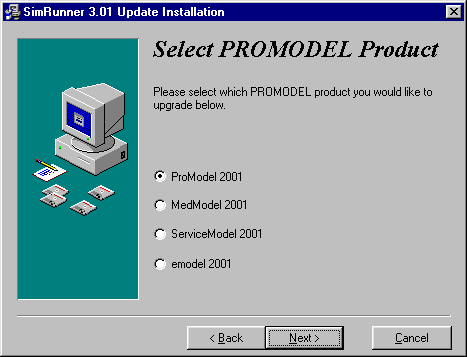 SimRunner 3.01 Update Installation
Select PROMODEL Product
Please select which PROMODEL product you would like to
upgrade below.
ProModel 2001
MedModel 2001
ServiceModel 2001
emodel 2001
< Back
Next >
Cancel